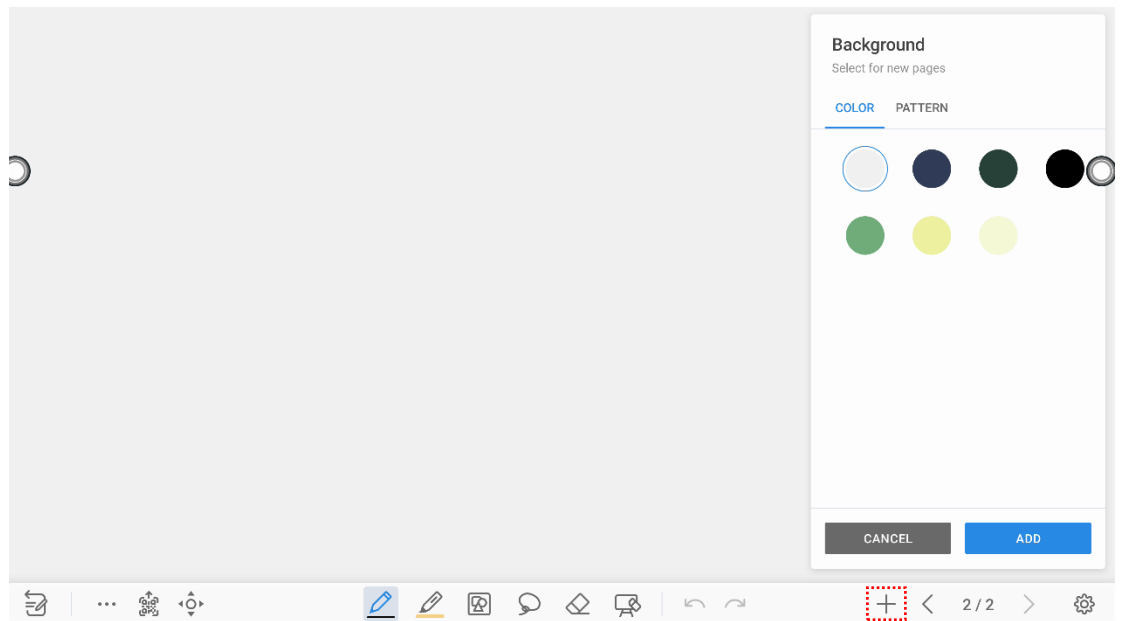 Background
Select for new pages
COLOR PATTERN
CANCEL ADD
2 / 2